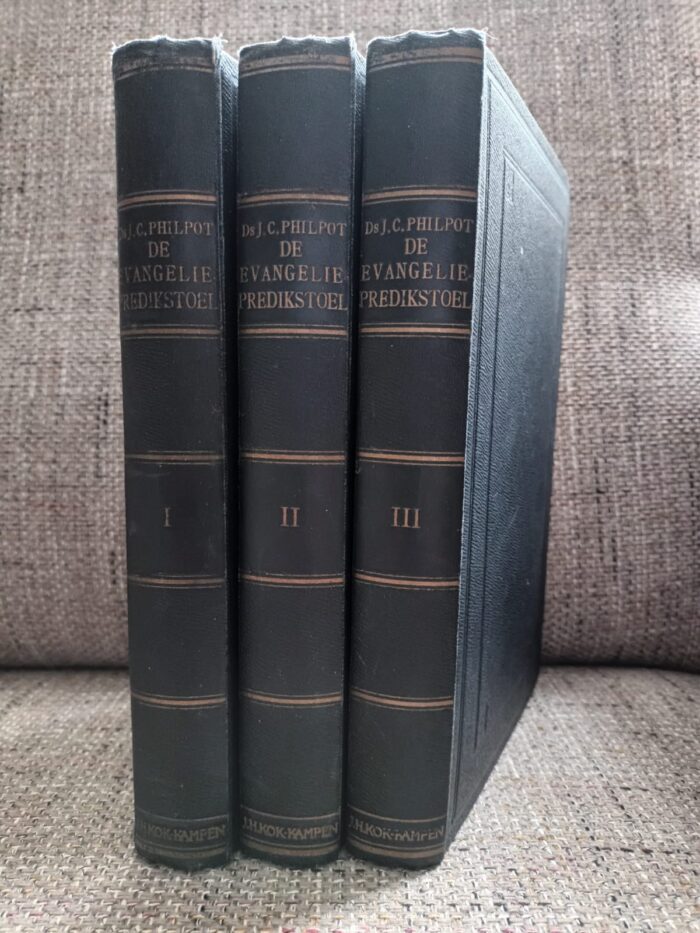 Ds J. C. PHILPOT
DE
EVANGELIE-
PREDIKSTOEL
I
J.H. KOK-KAMPEN
Ds J. C. PHILPOT
DE
EVANGELIE-
PREDIKSTOEL
II
J.H. KOK-KAMPEN
Ds J. C. PHILPOT
DE
EVANGELIE-
PREDIKSTOEL
III
J.H. KOK-KAMPEN